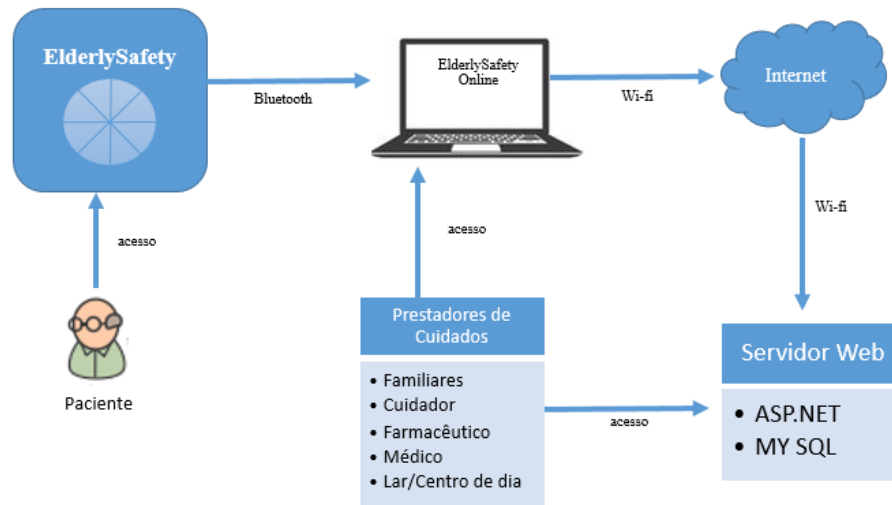 ElderlySafety
Bluetooth
ElderlySafety
Online
Wi-fi
Internet
acesso
acesso
Wi-fi
Paciente
Prestadores de
Cuidados
• Familiares
• Cuidador
• Farmacêutico
• Médico
• Lar/Centro de dia
acesso
Servidor Web
• ASP.NET
• MY SQL